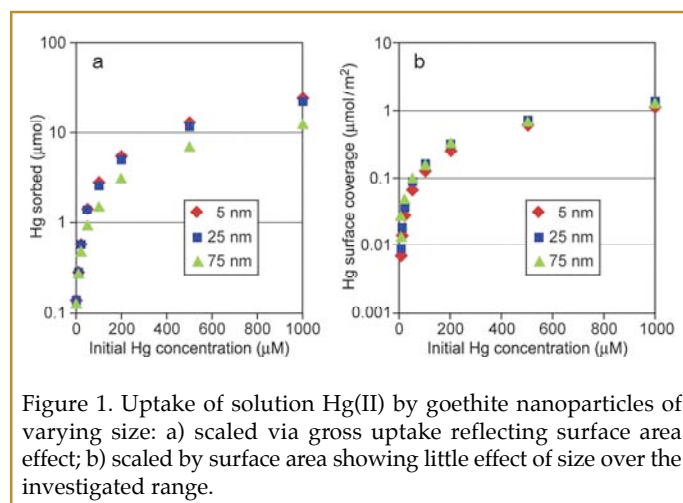 a
100
10
1
0.1
Hg sorbed (μmol)
5 nm
25 nm
75 nm
0 200 400 600 800 1000
Initial Hg concentration (μM)
b
10
1
0.1
0.01
0.001
Hg surface coverage (μmol/m²)
5 nm
25 nm
75 nm
0 200 400 600 800 1000
Initial Hg concentration (μM)
Figure 1. Uptake of solution Hg(II) by goethite nanoparticles of
varying size: a) scaled via gross uptake reflecting surface area
effect; b) scaled by surface area showing little effect of size over the
investigated range.